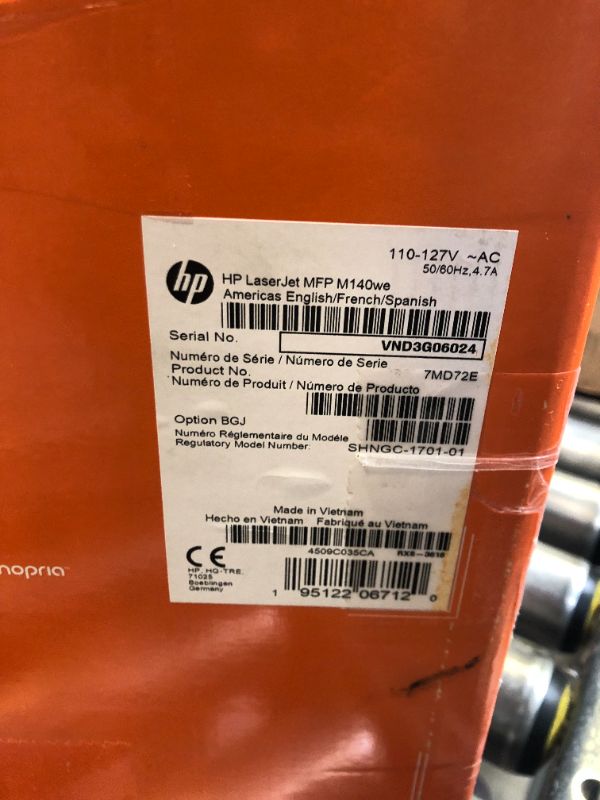 110-127V ~AC
50/60Hz, 4.7A
hp
HP LaserJet MFP M140we
Americas English/French/Spanish
Serial No. VND3G06024
Numéro de Série / Número de Serie
Product No. 7MD72E
Numéro de Produit / Número de Producto
Option BGJ
Numéro Réglementaire du Modéle
Regulatory Model Number: SHNGC-1701-01
Made in Vietnam
Hecho en Vietnam Fabriqué au Vietnam
4509C035CA
CE
HP, HQ-TRE,
71025
Boeblingen
Germany
1 95122 06712 0
nopria